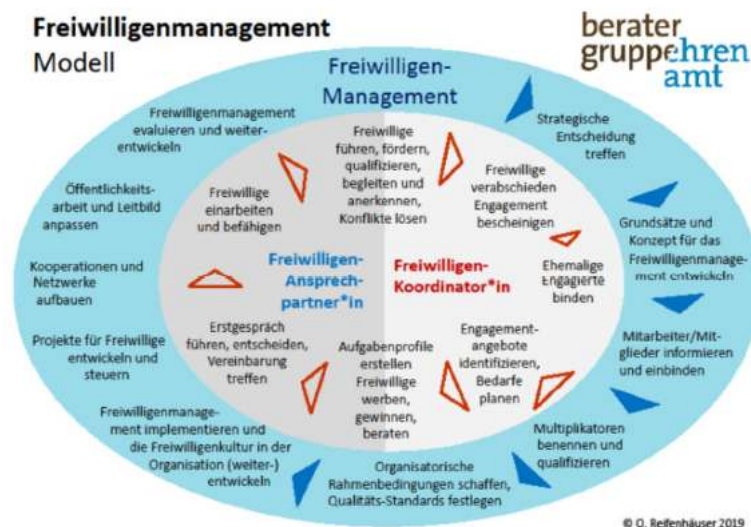 Freiwilligenmanagement
Modell
berater
gruppe ehren
amt
Freiwilligen-
Management
Freiwilligenmanagement
evaluieren und weiter-
entwickeln
Strategische
Entscheidung
treffen
Freiwillige
führen, fördern,
qualifizieren,
begleiten und
anerkennen,
Konflikte lösen
Freiwillige
verabschieden
Engagement
bescheinigen
Öffentlichkeits-
arbeit und Leitbild
anpassen
Freiwillige
einarbeiten
und befähigen
Grundsätze und
Konzept für das
Freiwilligenmanage-
ment entwickeln
Freiwilligen-
Ansprech-
partner*in
Freiwilligen-
Koordinator*in
Ehemalige
Engagierte
binden
Kooperationen und
Netzwerke
aufbauen
Erstgespräch
führen, entscheiden,
Vereinbarung
treffen
Aufgabenprofile
erstellen
Freiwillige
werben,
gewinnen,
beraten
Engagement-
angebote
identifizieren,
Bedarfe
planen
Mitarbeiter/Mit-
glieder informieren
und einbinden
Projekte für Freiwillige
entwickeln und
steuern
Freiwilligenmanage-
ment implementieren und
die Freiwilligenkultur in der
Organisation (weiter-)
entwickeln
Organisatorische
Rahmenbedingungen schaffen,
Qualitäts-Standards festlegen
Multiplikatoren
benennen und
qualifizieren
© O. Reifenhäuser 2019